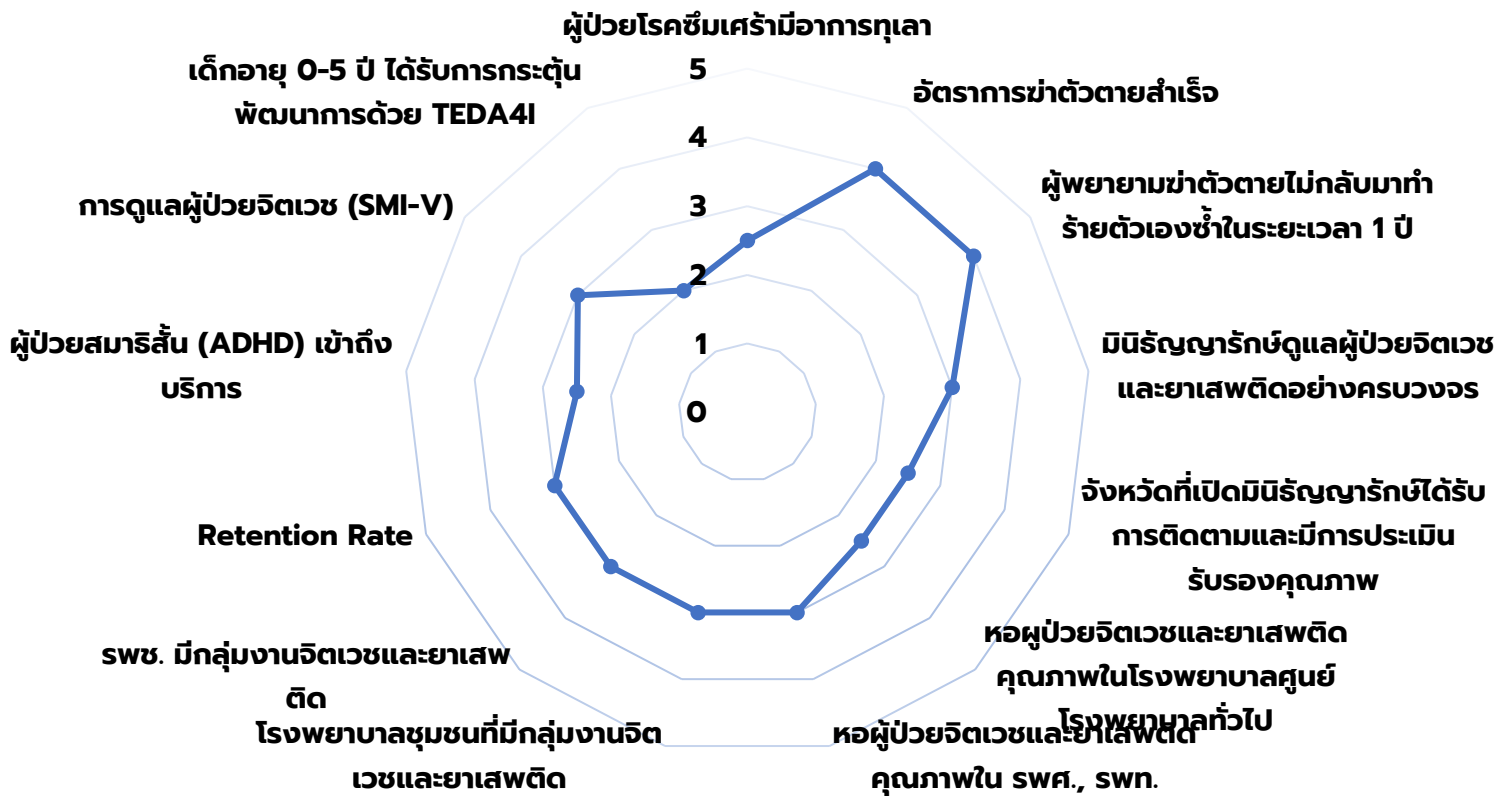 ผู้ป่วยโรคซึมเศร้ามีอาการทุเลา
เด็กอายุ 0-5 ปี ได้รับการกระตุ้น
พัฒนาการด้วย TEDA4I
การดูแลผู้ป่วยจิตเวช (SMI-V)
ผู้ป่วยสมาธิสั้น (ADHD) เข้าถึง
บริการ
Retention Rate
รพช. มีกลุ่มงานจิตเวชและยาเสพ
ติด
โรงพยาบาลชุมชนที่มีกลุ่มงานจิต
เวชและยาเสพติด
5
4
3
2
1
0
อัตราการฆ่าตัวตายสำเร็จ
ผู้พยายามฆ่าตัวตายไม่กลับมาทำ
ร้ายตัวเองซ้ำในระยะเวลา 1 ปี
มินิธัญญารักษ์ดูแลผู้ป่วยจิตเวช
และยาเสพติดอย่างครบวงจร
จังหวัดที่เปิดมินิธัญญารักษ์ได้รับ
การติดตามและมีการประเมิน
รับรองคุณภาพ
หอผูป่วยจิตเวชและยาเสพติด
คุณภาพในโรงพยาบาลศูนย์
โรงพยาบาลทั่วไป
หอผู้ป่วยจิตเวชและยาเสพติด
คุณภาพใน รพศ., รพท.